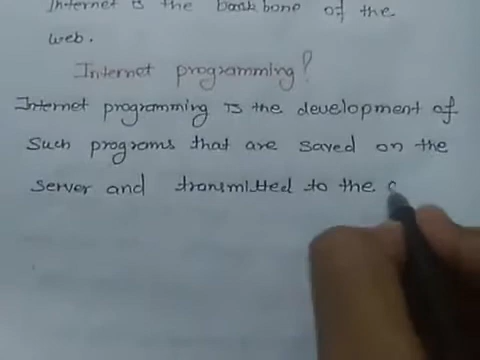 Internet is the backbone of the
web.
Internet programming?
Internet programming is the development of
such programs that are saved on the
server and transmitted to the